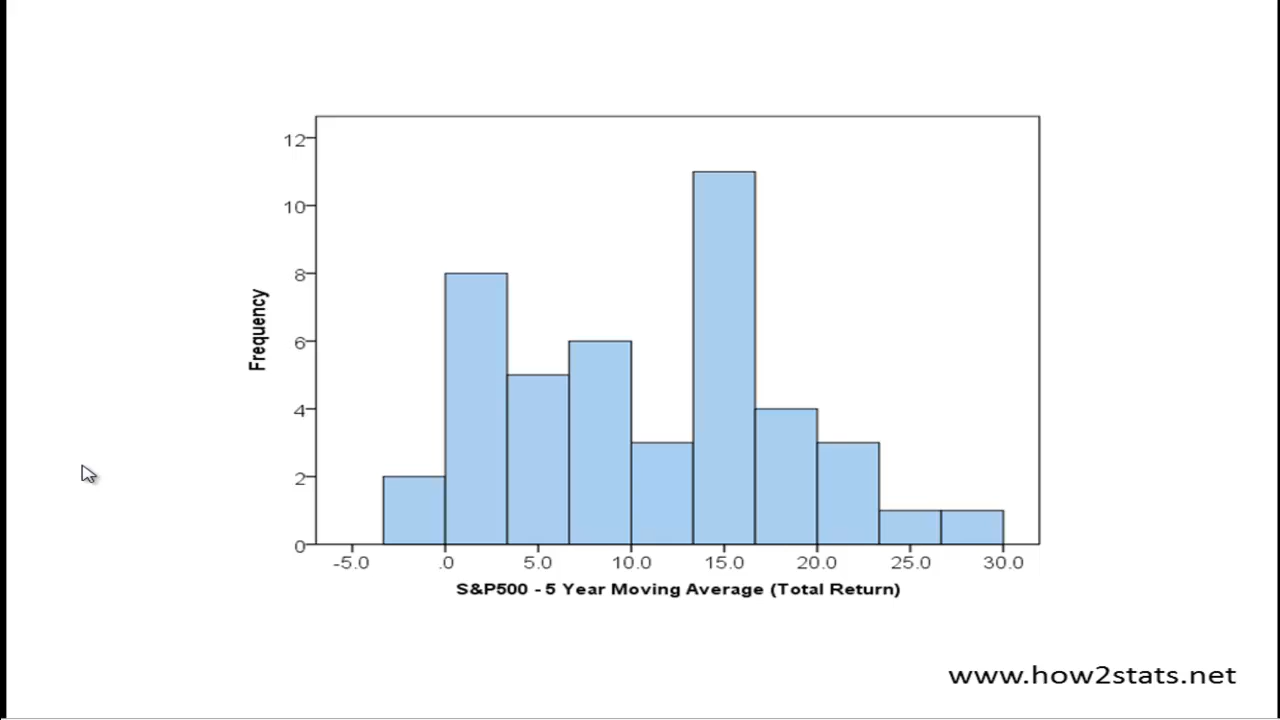 12
10
8
6
4
2
0
Frequency
-5.0 .0 5.0 10.0 15.0 20.0 25.0 30.0
S&P500 - 5 Year Moving Average (Total Return)
www.how2stats.net